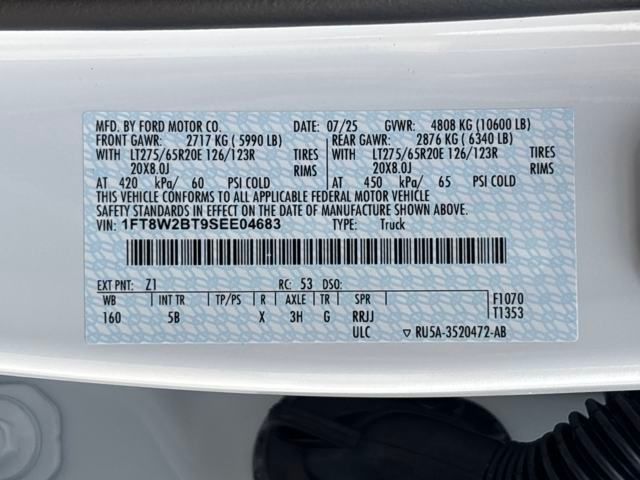 MFD. BY FORD MOTOR CO. 07/25 GVWR: 4808 KG (10600 LB)
FRONT GAWR: 2717 KG ( 5990 LB) REAR GAWR: 2876 KG ( 6340 LB)
WITH LT275/65R20E 126/123R TIRES WITH LT275/65R20E 126/123R TIRES
20X8.0J RIMS 20X8.0J RIMS
AT 420 kPa/ 60 PSI COLD AT 450 kPa/ 65 PSI COLD
THIS VEHICLE CONFORMS TO ALL APPLICABLE FEDERAL MOTOR VEHICLE
SAFETY STANDARDS IN EFFECT ON THE DATE OF MANUFACTURE SHOWN ABOVE.
VIN: 1FT8W2BT9SEE04683 TYPE: Truck
EXT PNT: Z1 RC: 53 DSO:
WB INT TR TP/PS R AXLE TR SPR F1070
160 5B X 3H G RRJJ T1353
ULC RU5A-3520472-AB